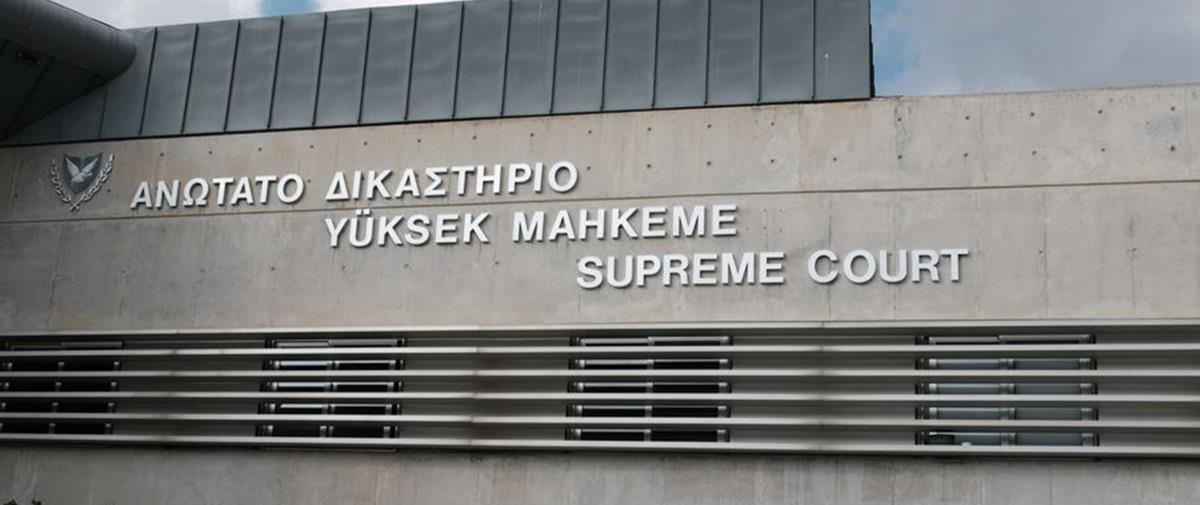 ΑΝΩΤΑΤΟ ΔΙΚΑΣΤΗΡΙΟ
YÜKSEK MAHKEME
SUPREME COURT